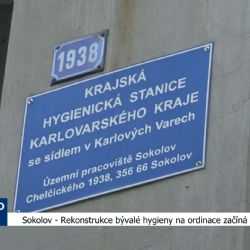 1938
KRAJSKÁ
HYGIENICKÁ STANICE
KARLOVARSKÉHO KRAJE
se sídlem v Karlových Varech
Územní pracoviště Sokolov
Chelčického 1938, 356 66 Sokolov
Sokolov - Rekonstrukce bývalé hygieny na ordinace začíná